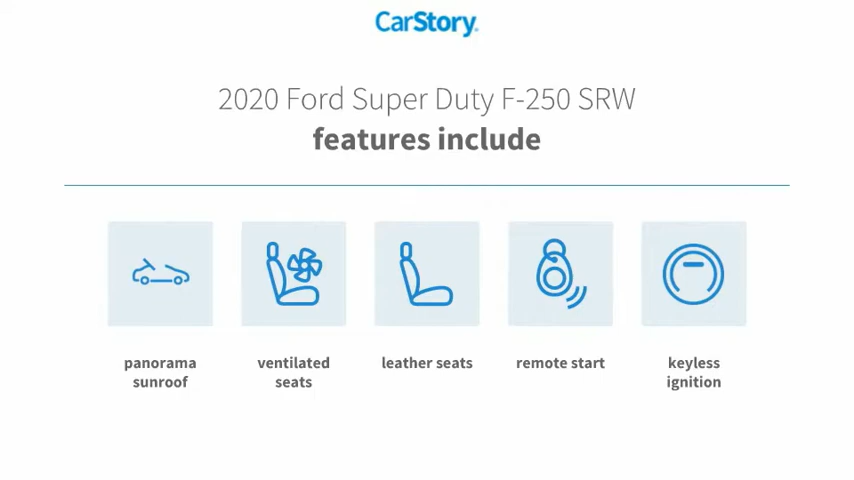 CarStory
2020 Ford Super Duty F-250 SRW
features include
panorama
sunroof
ventilated
seats
leather seats
remote start
keyless
ignition